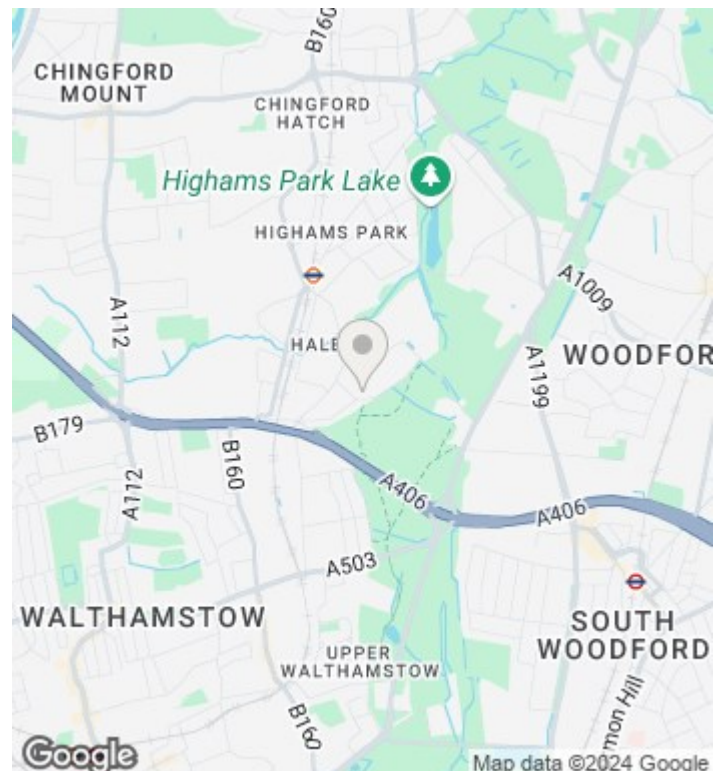 B160
CHINGFORD
MOUNT
CHINGFORD
HATCH
Highams Park Lake
HIGHAMS PARK
A112
A1009
HALE
WOODFOR
A1199
B179
B160
A112
A406
A406
A503
WALTHAMSTOW
SOUTH
WOODFORD
UPPER
WALTHAMSTOW
B160
mon Hill
Google
Map data ©2024 Google